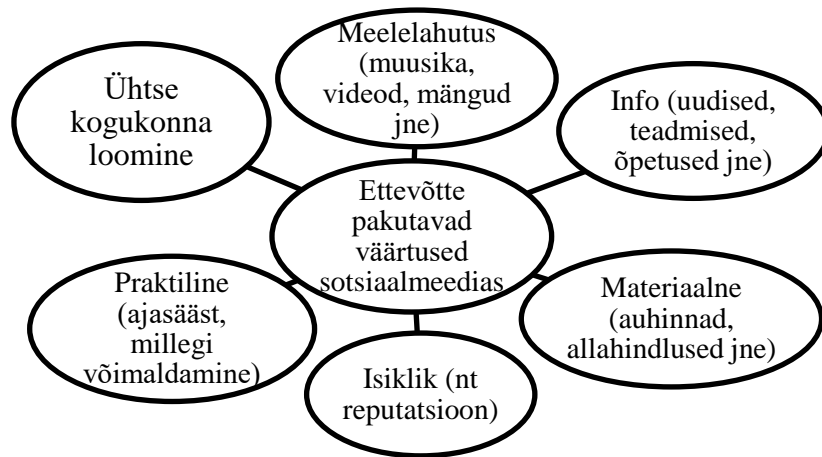 Meelelahutus
(muusika,
videod, mängud
jne)
Ühtse
kogukonna
loomine
Info (uudised,
teadmised,
õpetused jne)
Ettevõtte
pakutavad
väärtused
sotsiaalmeedias
Praktiline
(ajasääst,
millegi
võimaldamine)
Materiaalne
(auhinnad,
allahindlused jne)
Isiklik (nt
reputatsioon)